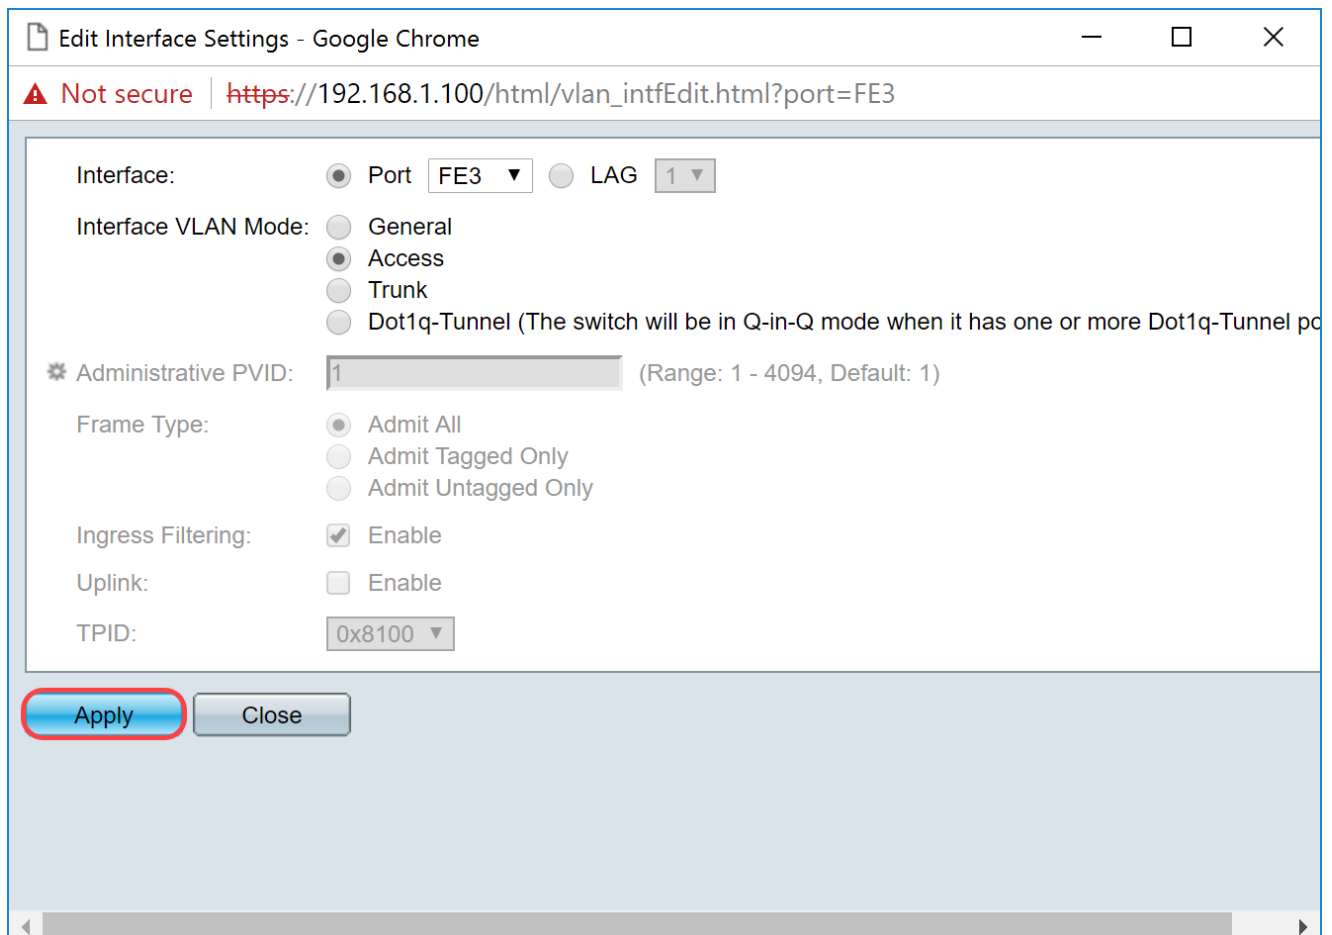 Edit Interface Settings - Google Chrome
Not secure https://192.168.1.100/html/vlan_intfEdit.html?port=FE3
Interface: Port FE3 LAG 1
Interface VLAN Mode: General
Access
Trunk
Dot1q-Tunnel (The switch will be in Q-in-Q mode when it has one or more Dot1q-Tunnel po
Administrative PVID: 1 (Range: 1 - 4094, Default: 1)
Frame Type: Admit All
Admit Tagged Only
Admit Untagged Only
Ingress Filtering: Enable
Uplink: Enable
TPID: 0x8100
Apply Close